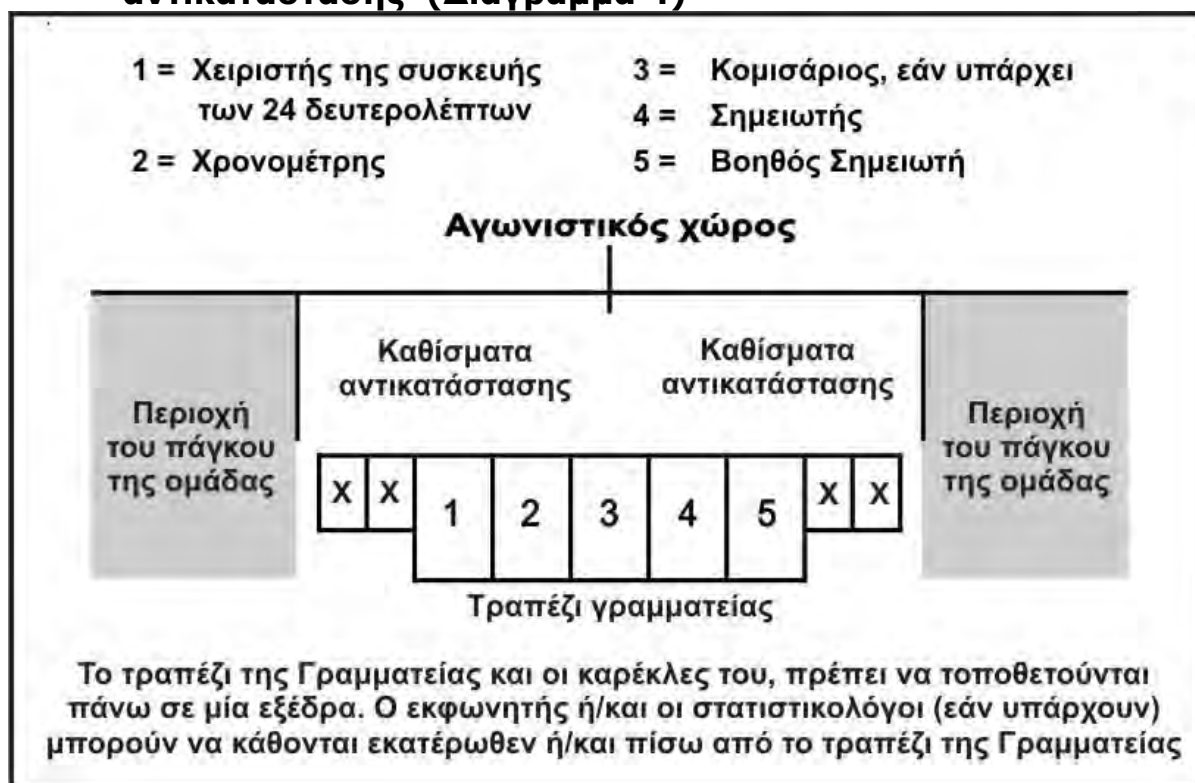 αντικατάστασης (Διάγραμμα 4)
1 = Χειριστής της συσκευής
των 24 δευτερολέπτων
2 = Χρονομέτρης
3 = Κομισάριος, εάν υπάρχει
4 = Σημειωτής
5 = Βοηθός Σημειωτή
Αγωνιστικός χώρος
Περιοχή
του πάγκου
της ομάδας
Καθίσματα
αντικατάστασης
Καθίσματα
αντικατάστασης
Περιοχή
του πάγκου
της ομάδας
X X 1 2 3 4 5 X X
Τραπέζι γραμματείας
Το τραπέζι της Γραμματείας και οι καρέκλες του, πρέπει να τοποθετούνται
πάνω σε μία εξέδρα. Ο εκφωνητής ή/και οι στατιστικολόγοι (εάν υπάρχουν)
μπορούν να κάθονται εκατέρωθεν ή/και πίσω από το τραπέζι της Γραμματείας